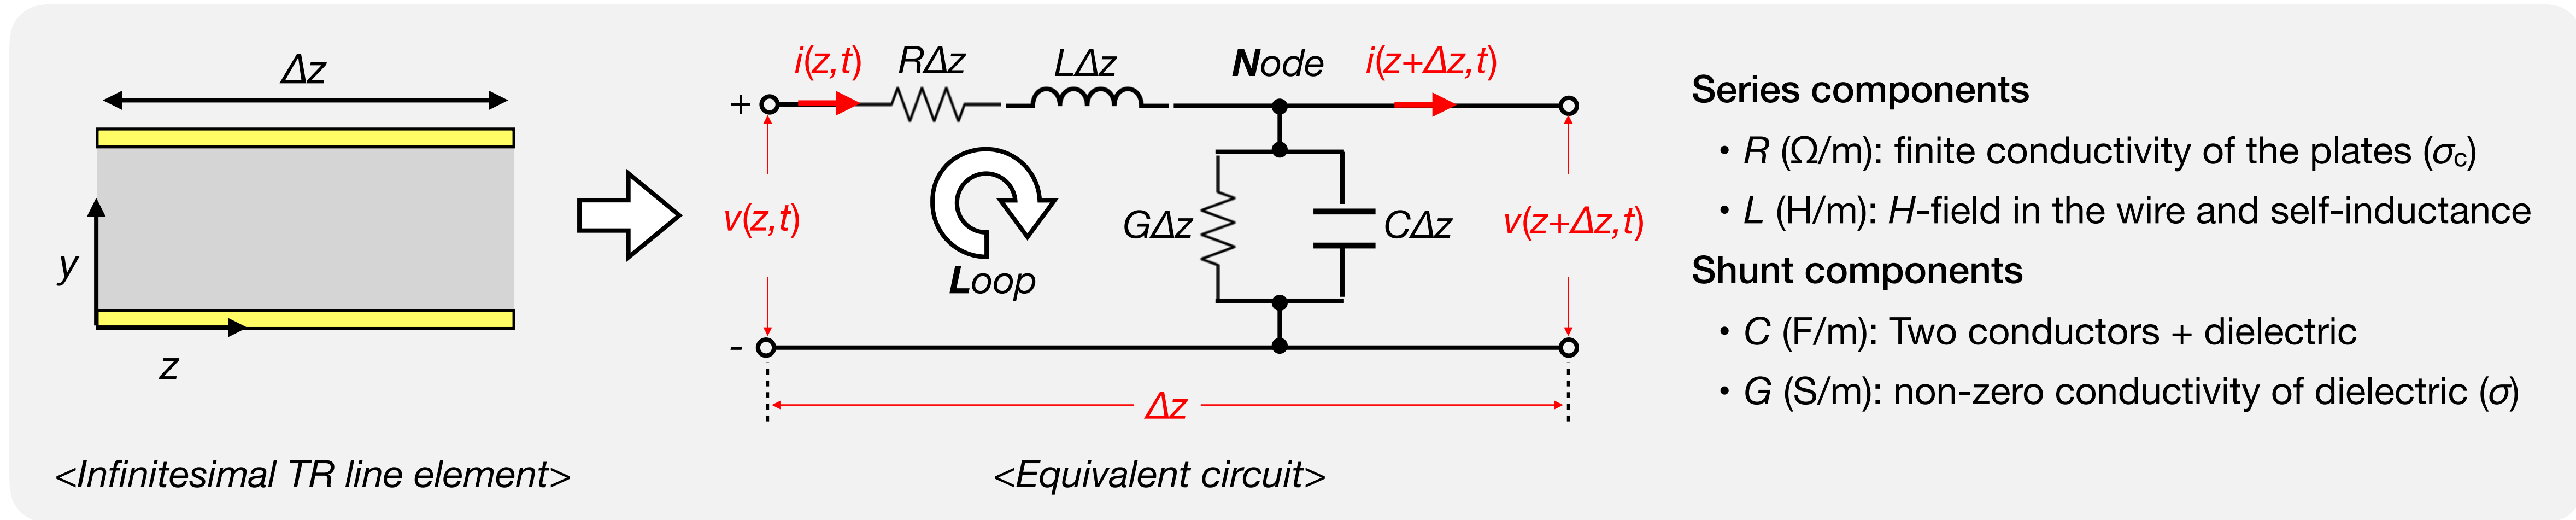 Δz
y
z
<Infinitesimal TR line element>
i(z,t)
RΔz
LΔz
Node
i(z+Δz,t)
+
v(z,t)
Loop
GΔz
CΔz
v(z+Δz,t)
-
Δz
<Equivalent circuit>
Series components
• R (Ω/m): finite conductivity of the plates (σc)
• L (H/m): H-field in the wire and self-inductance
Shunt components
• C (F/m): Two conductors + dielectric
• G (S/m): non-zero conductivity of dielectric (σ)